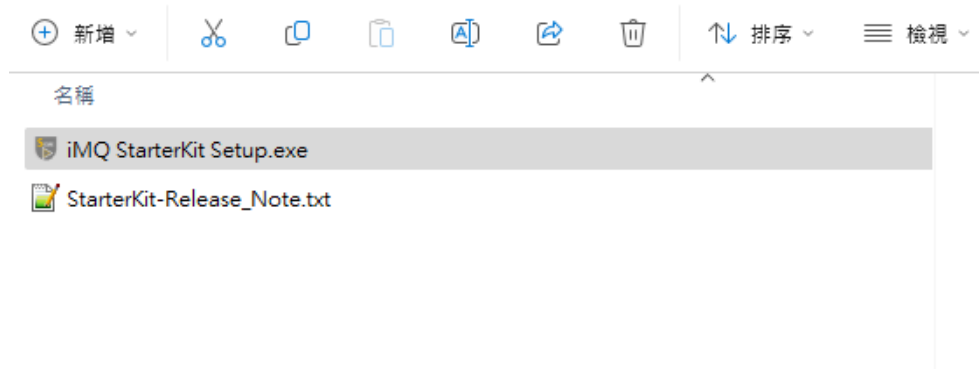 新增 排序 檢視
名稱
iMQ StarterKit Setup.exe
StarterKit-Release_Note.txt